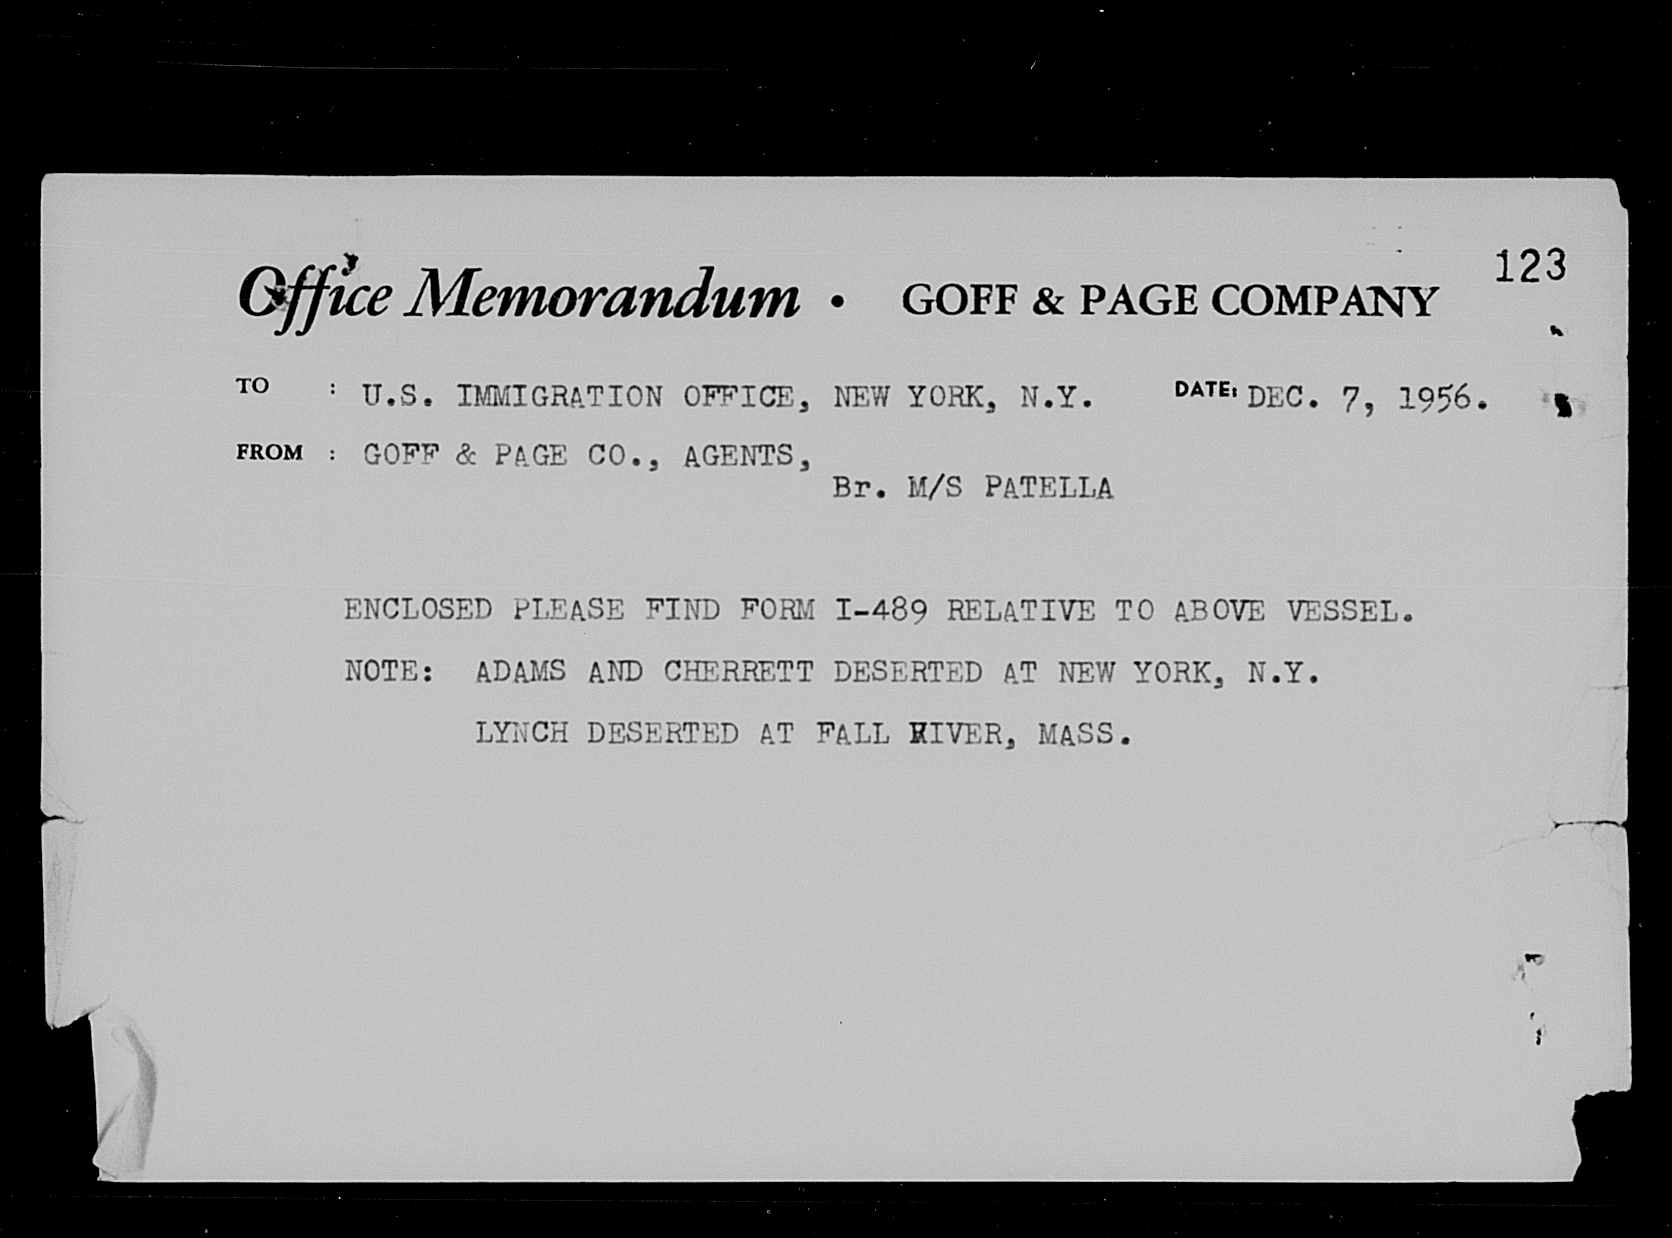 123
Office Memorandum • GOFF & PAGE COMPANY
TO : U.S. IMMIGRATION OFFICE, NEW YORK, N.Y. DATE: DEC. 7, 1956.
FROM : GOFF & PAGE CO., AGENTS,
Br. M/S PATELLA
ENCLOSED PLEASE FIND FORM I-489 RELATIVE TO ABOVE VESSEL.
NOTE: ADAMS AND CHERRETT DESERTED AT NEW YORK, N.Y.
LYNCH DESERTED AT FALL RIVER, MASS.